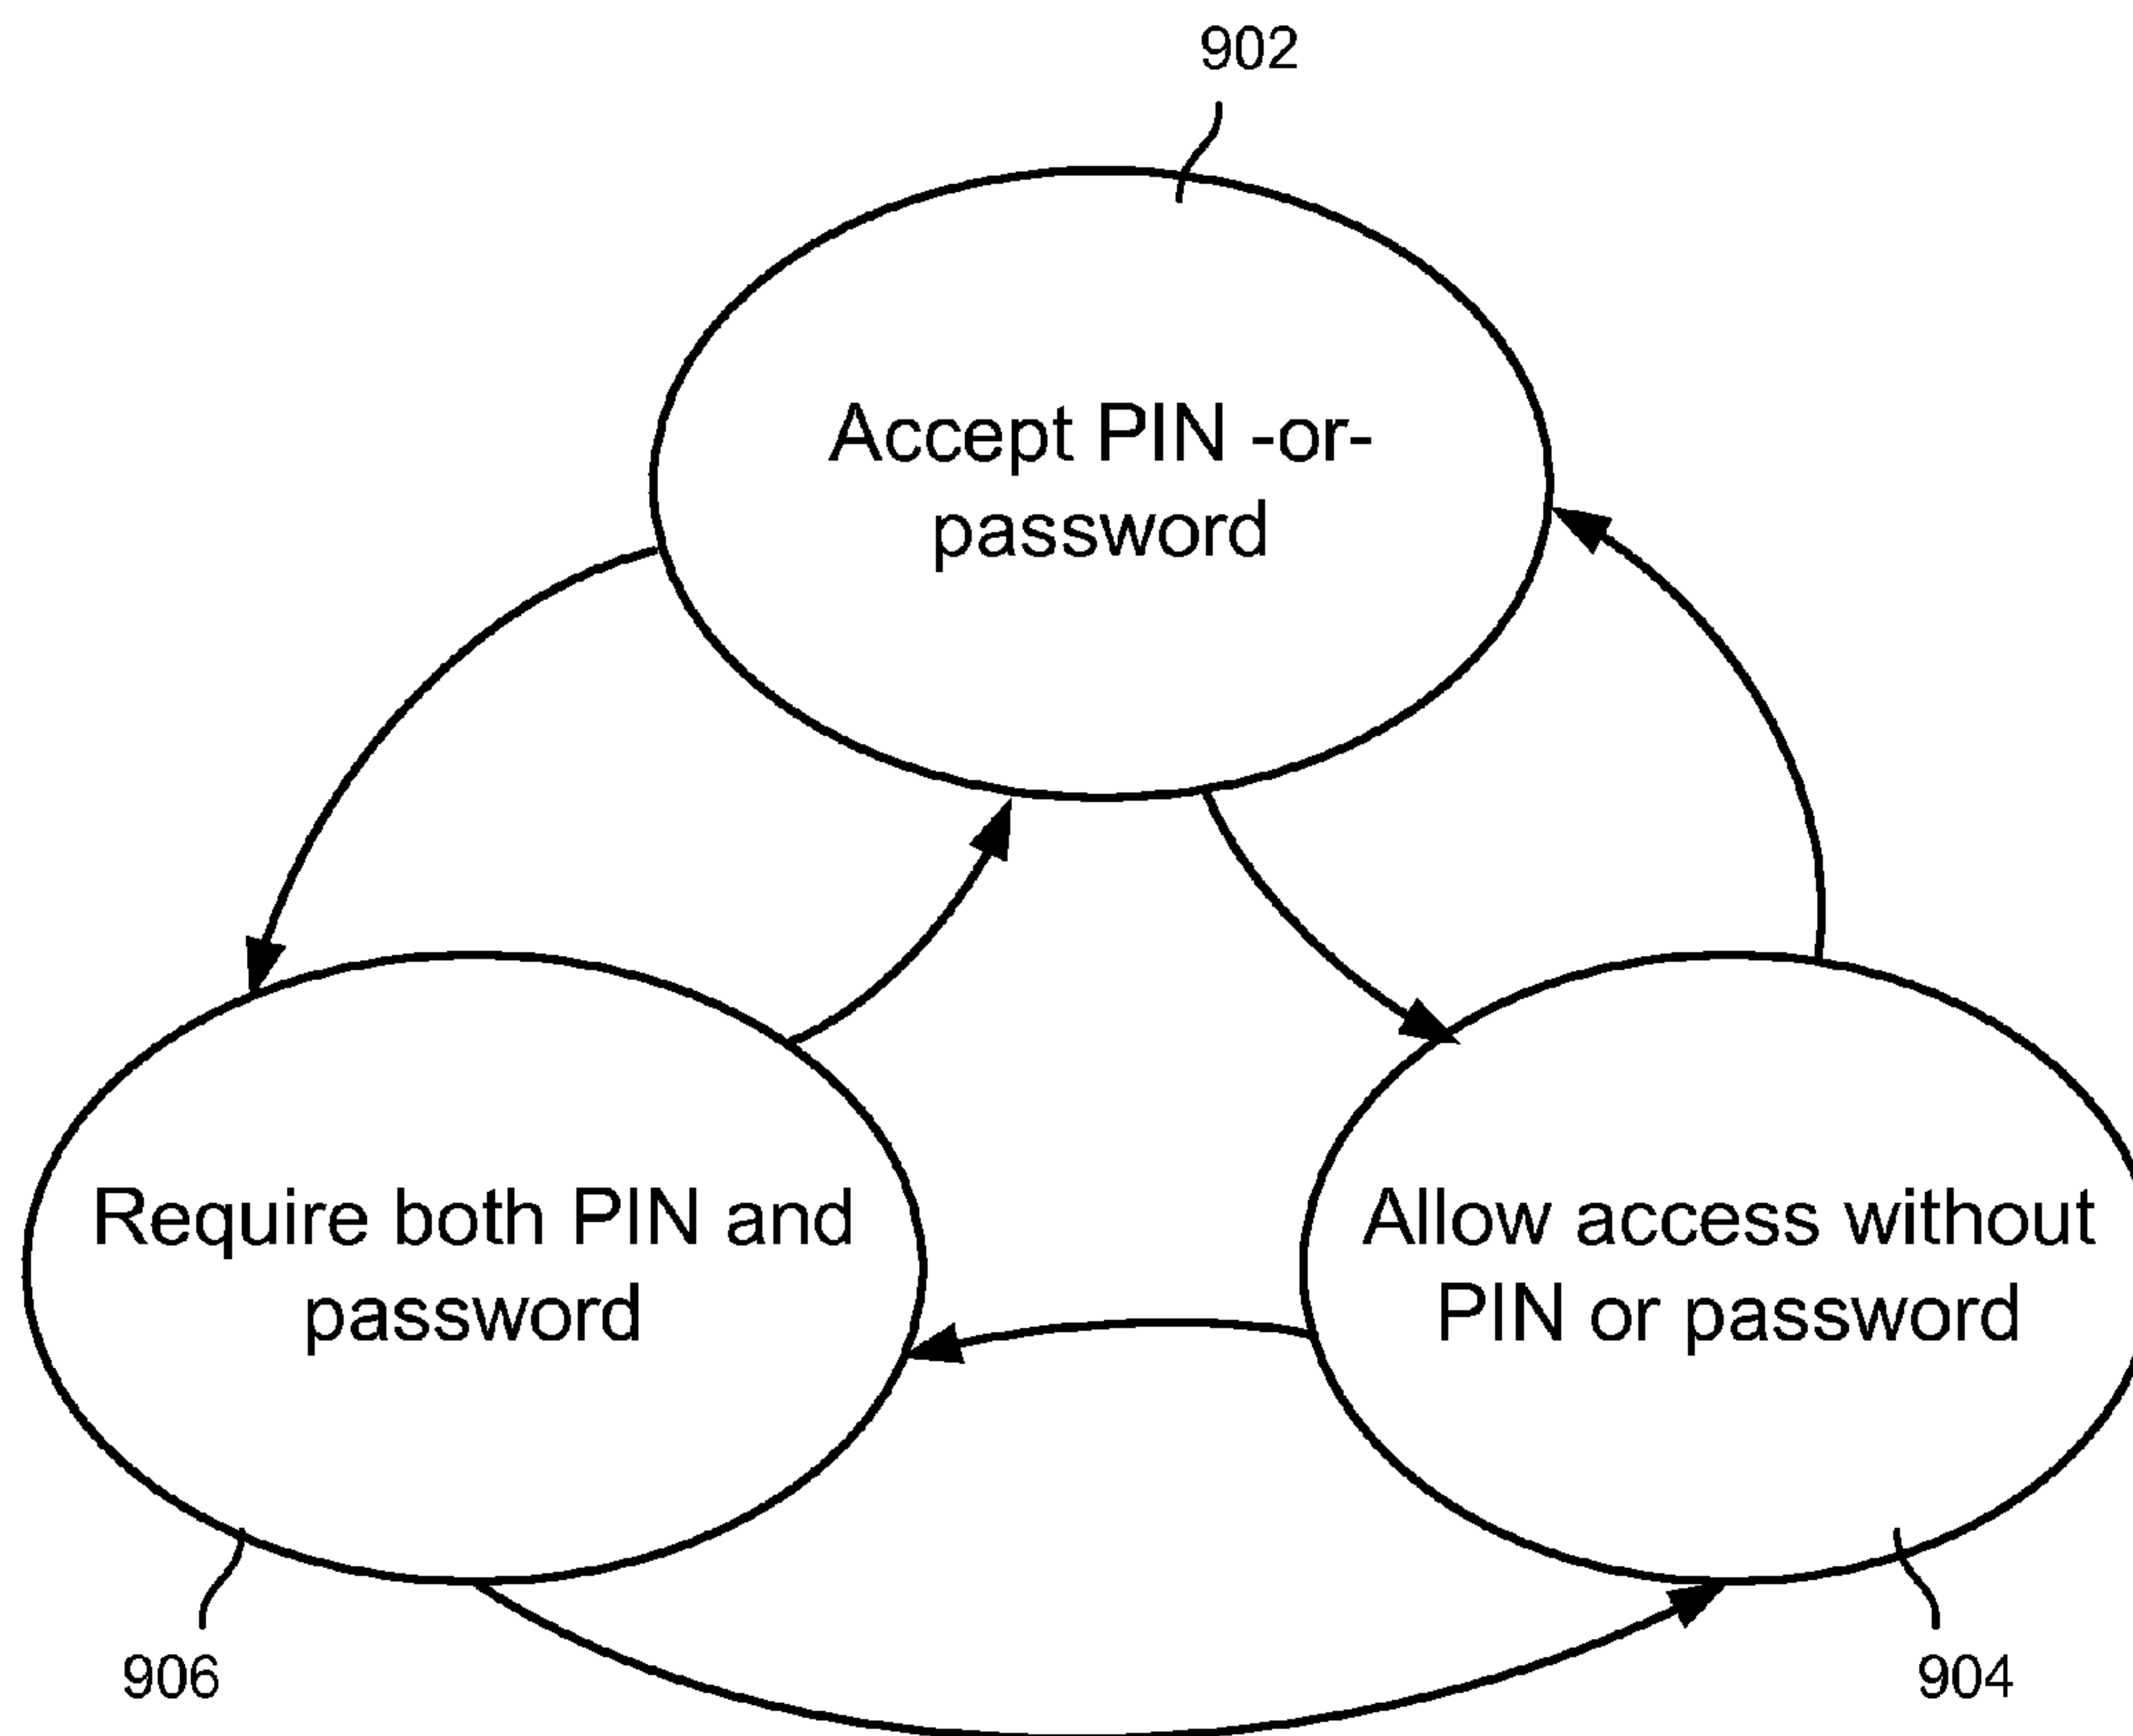 902
Accept PIN -or-
password
Require both PIN and
password
Allow access without
PIN or password
906
904